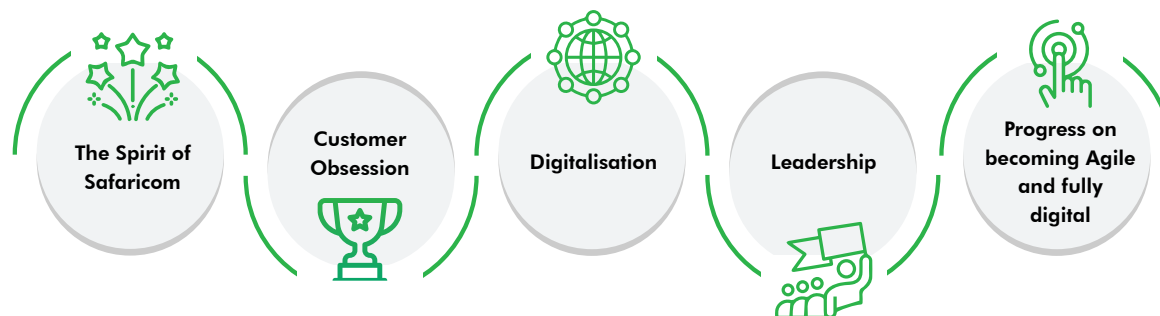 The Spirit of
Safaricom
Customer
Obsession
Digitalisation
Leadership
Progress on
becoming Agile
and fully
digital